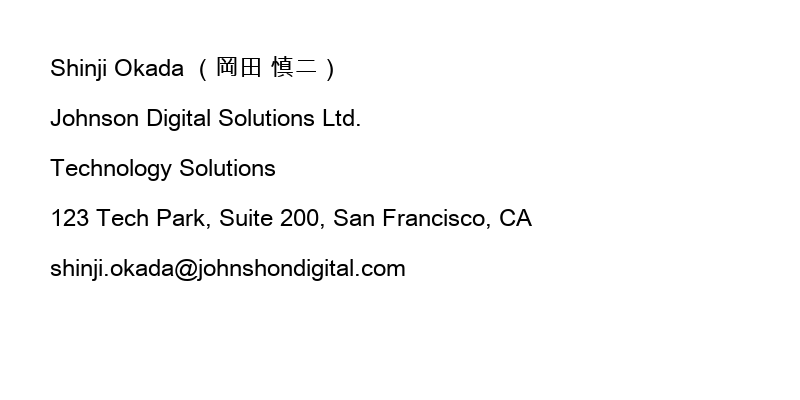 Shinji Okada （岡田 慎二）
Johnson Digital Solutions Ltd.
Technology Solutions
123 Tech Park, Suite 200, San Francisco, CA
shinji.okada@johnshondigital.com